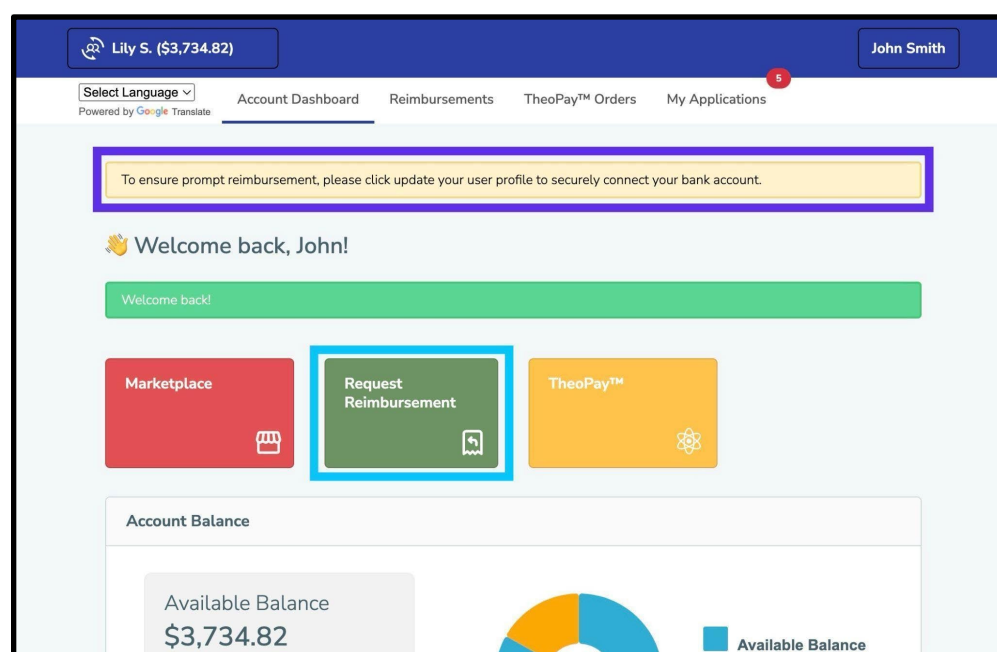 Lily S. ($3,734.82)
John Smith
5
Select Language
Powered by Google Translate
Account Dashboard
Reimbursements
TheoPay™ Orders
My Applications
To ensure prompt reimbursement, please click update your user profile to securely connect your bank account.
👋 Welcome back, John!
Welcome back!
Marketplace
Request
Reimbursement
TheoPay™
Account Balance
Available Balance
$3,734.82
Available Balance